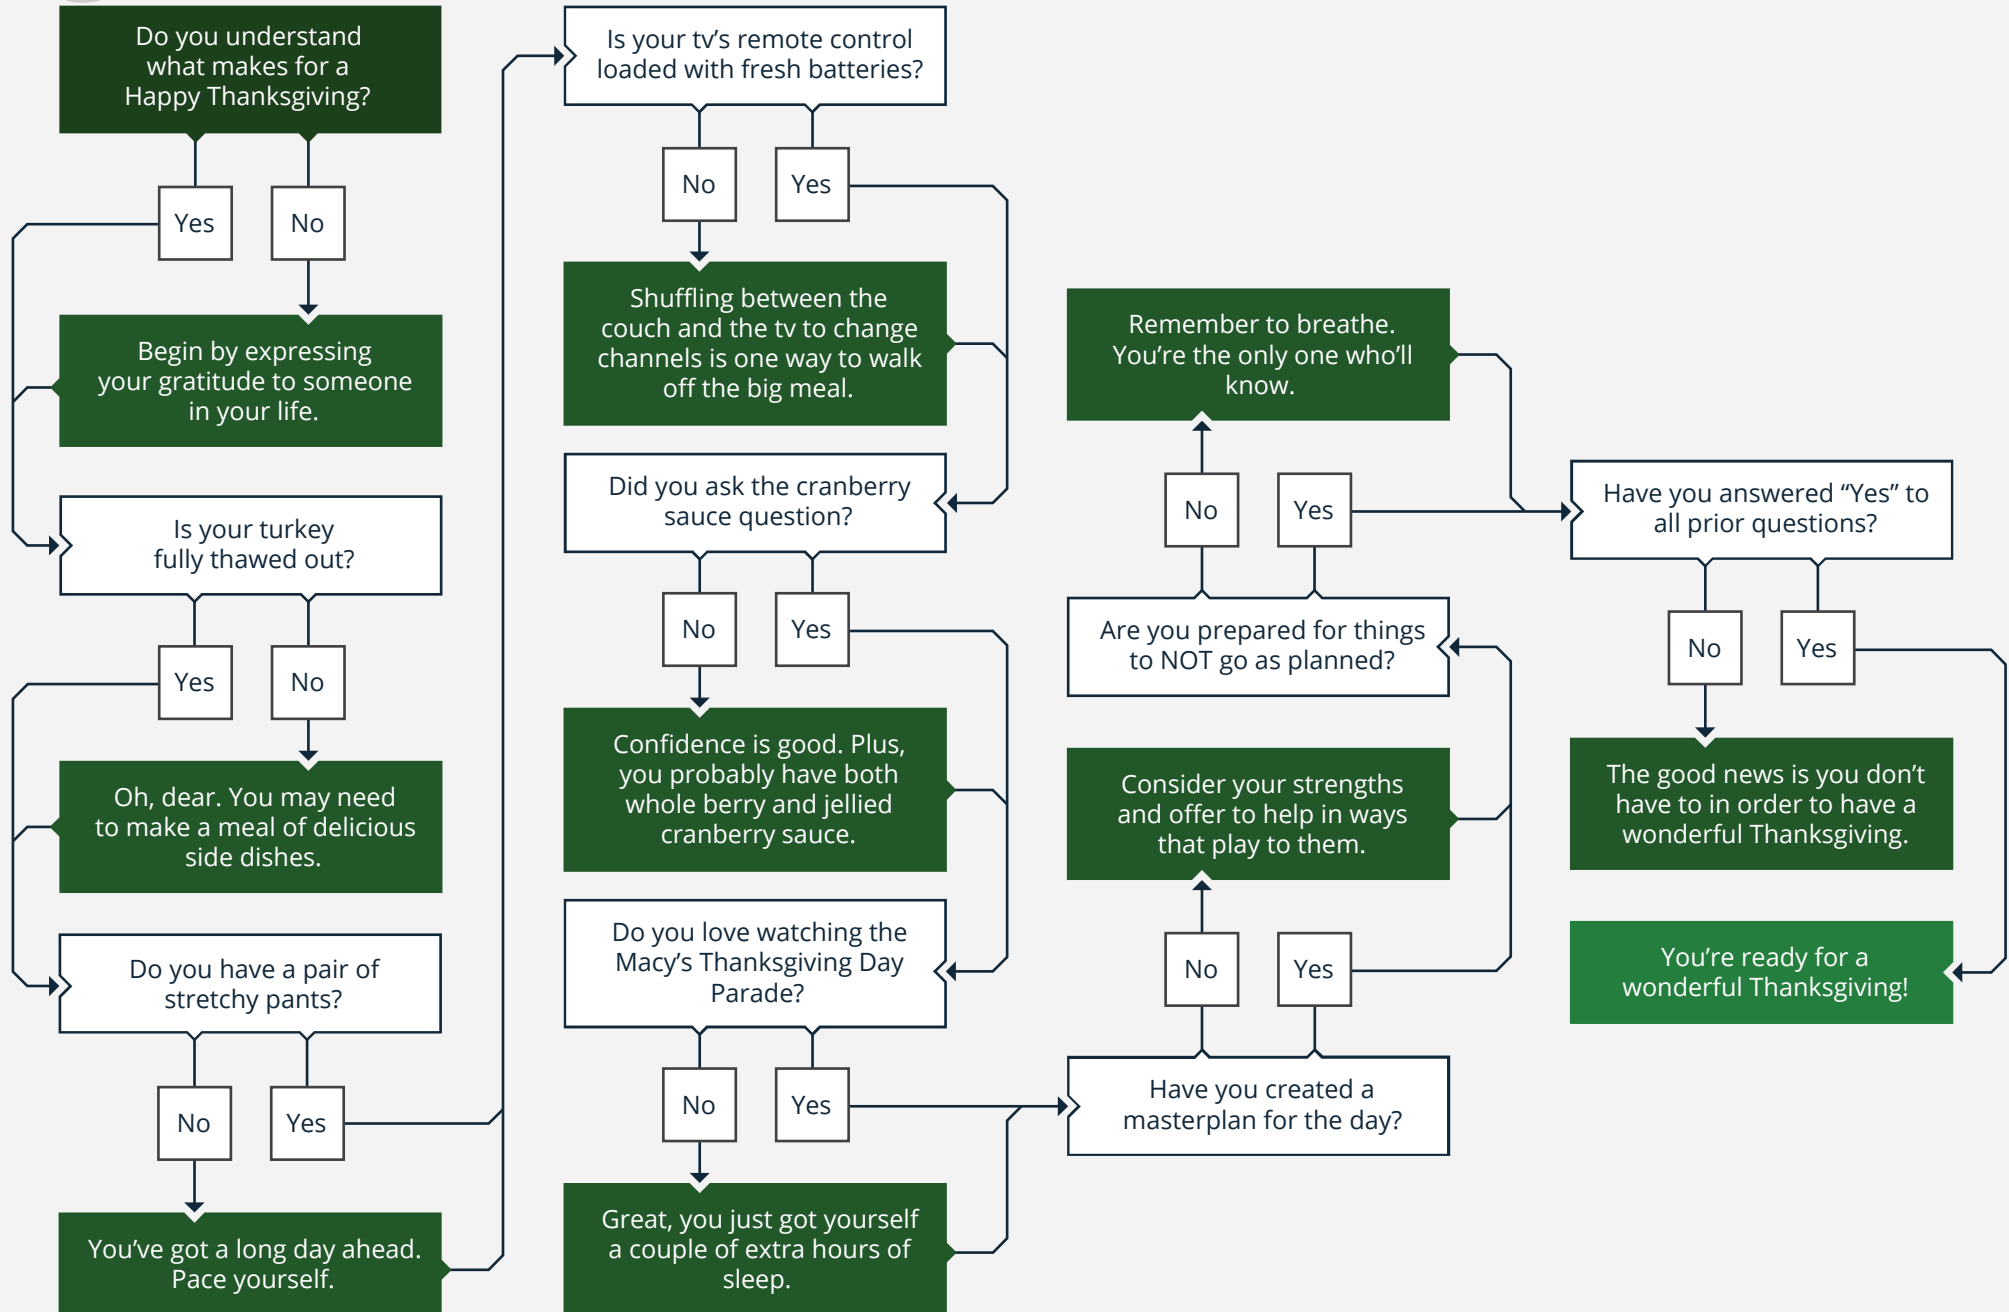 Do you understand
what makes for a
Happy Thanksgiving?
Yes
No
Begin by expressing
your gratitude to someone
in your life.
Is your turkey
fully thawed out?
Yes
No
Oh, dear. You may need
to make a meal of delicious
side dishes.
Do you have a pair of
stretchy pants?
No
Yes
You’ve got a long day ahead.
Pace yourself.
Is your tv’s remote control
loaded with fresh batteries?
No
Yes
Shuffling between the
couch and the tv to change
channels is one way to walk
off the big meal.
Did you ask the cranberry
sauce question?
No
Yes
Confidence is good. Plus,
you probably have both
whole berry and jellied
cranberry sauce.
Do you love watching the
Macy’s Thanksgiving Day
Parade?
No
Yes
Great, you just got yourself
a couple of extra hours of
sleep.
Remember to breathe.
You’re the only one who’ll
know.
No
Yes
Are you prepared for things
to NOT go as planned?
Consider your strengths
and offer to help in ways
that play to them.
No
Yes
Have you created a
masterplan for the day?
Have you answered “Yes” to
all prior questions?
No
Yes
The good news is you don’t
have to in order to have a
wonderful Thanksgiving.
You’re ready for a
wonderful Thanksgiving!